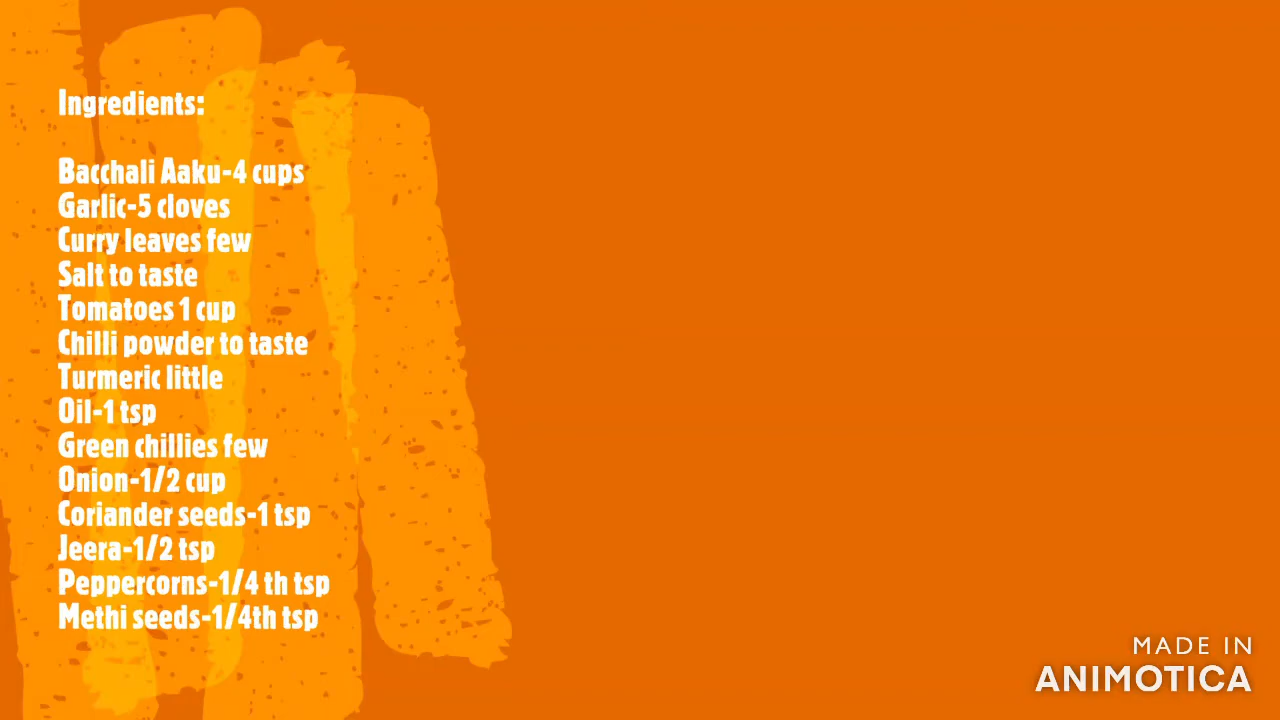 Ingredients:
Bacchali Aaku-4 cups
Garlic-5 cloves
Curry leaves few
Salt to taste
Tomatoes 1 cup
Chilli powder to taste
Turmeric little
Oil-1 tsp
Green chillies few
Onion-1/2 cup
Coriander seeds-1 tsp
Jeera-1/2 tsp
Peppercorns-1/4 th tsp
Methi seeds-1/4th tsp
MADE IN
ANIMOTICA